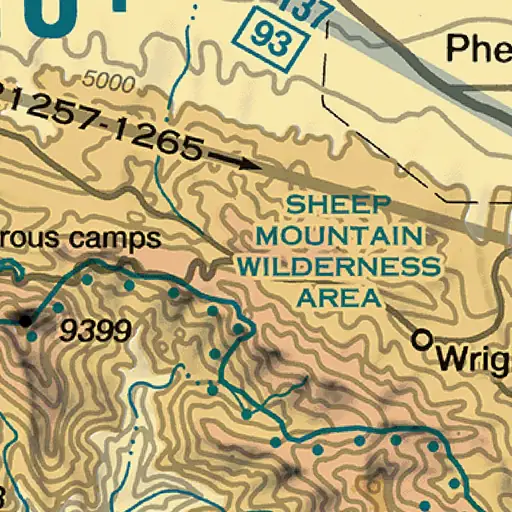 137
93
Phe
5000
1257-1265
SHEEP
MOUNTAIN
WILDERNESS
AREA
rous camps
9399
Wrig